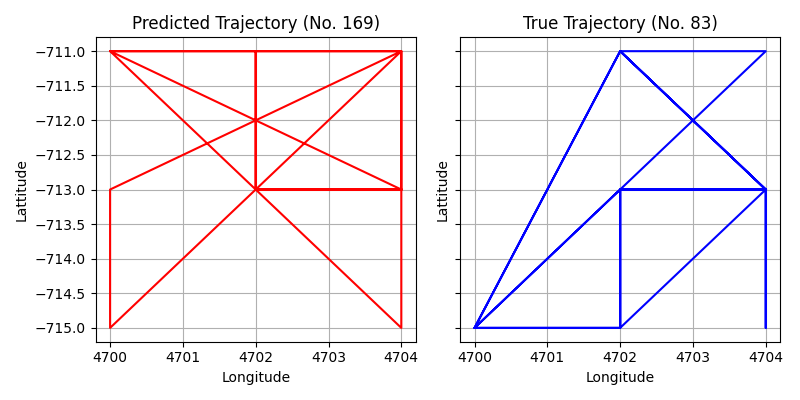 Predicted Trajectory (No. 169)
−711.0
−711.5
−712.0
−712.5
−713.0
−713.5
−714.0
−714.5
−715.0
Lattitude
4700 4701 4702 4703 4704
Longitude
True Trajectory (No. 83)
Lattitude
4700 4701 4702 4703 4704
Longitude